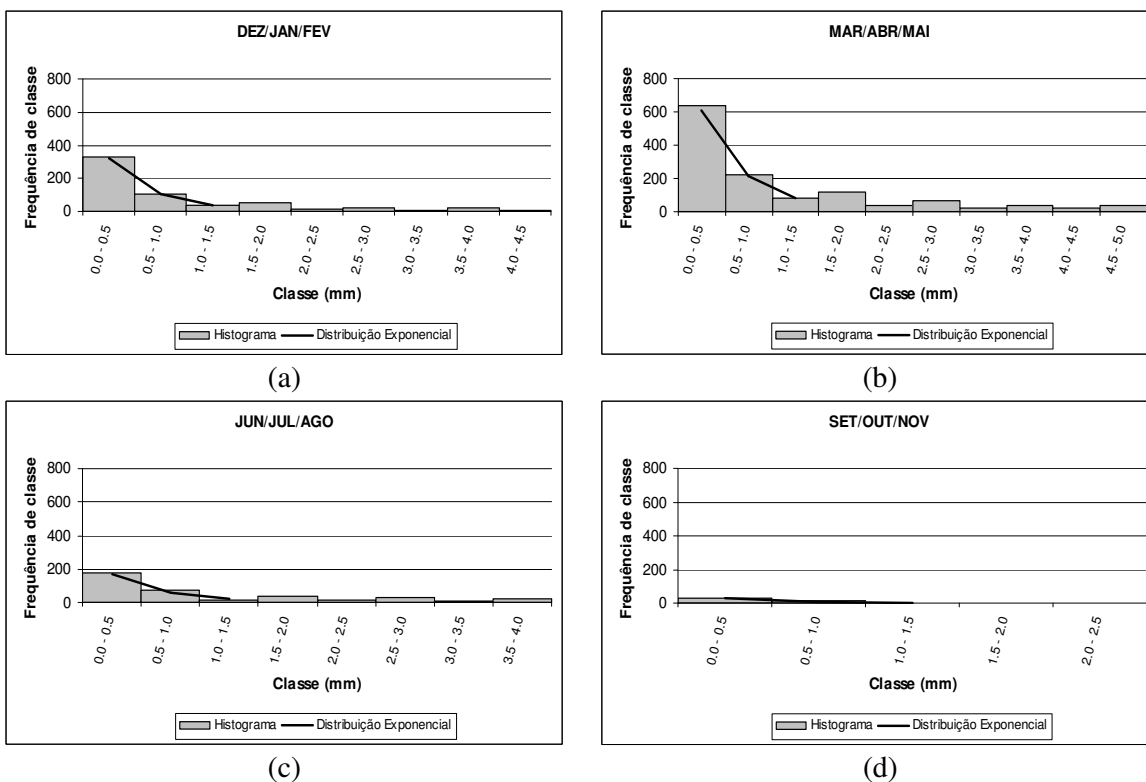 DEZ/JAN/FEV
Frequência de classe
800
600
400
200
0
0.0 - 0.5
0.5 - 1.0
1.0 - 1.5
1.5 - 2.0
2.0 - 2.5
2.5 - 3.0
3.0 - 3.5
3.5 - 4.0
4.0 - 4.5
Classe (mm)
Histograma Distribuição Exponencial
(a)
MAR/ABR/MAI
Frequência de classe
800
600
400
200
0
0.0 - 0.5
0.5 - 1.0
1.0 - 1.5
1.5 - 2.0
2.0 - 2.5
2.5 - 3.0
3.0 - 3.5
3.5 - 4.0
4.0 - 4.5
4.5 - 5.0
Classe (mm)
Histograma Distribuição Exponencial
(b)
JUN/JUL/AGO
Frequência de classe
800
600
400
200
0
0.0 - 0.5
0.5 - 1.0
1.0 - 1.5
1.5 - 2.0
2.0 - 2.5
2.5 - 3.0
3.0 - 3.5
3.5 - 4.0
Classe (mm)
Histograma Distribuição Exponencial
(c)
SET/OUT/NOV
Frequência de classe
800
600
400
200
0
0.0 - 0.5
0.5 - 1.0
1.0 - 1.5
1.5 - 2.0
2.0 - 2.5
Classe (mm)
Histograma Distribuição Exponencial
(d)